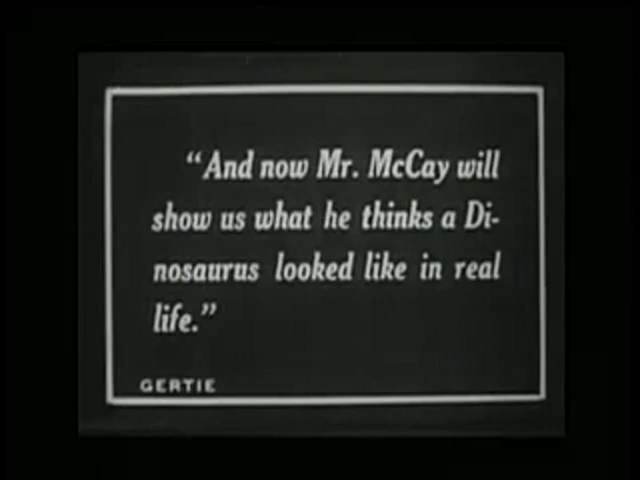 “And now Mr. McCay will
show us what he thinks a Di-
nosaurus looked like in real
life.”
GERTIE